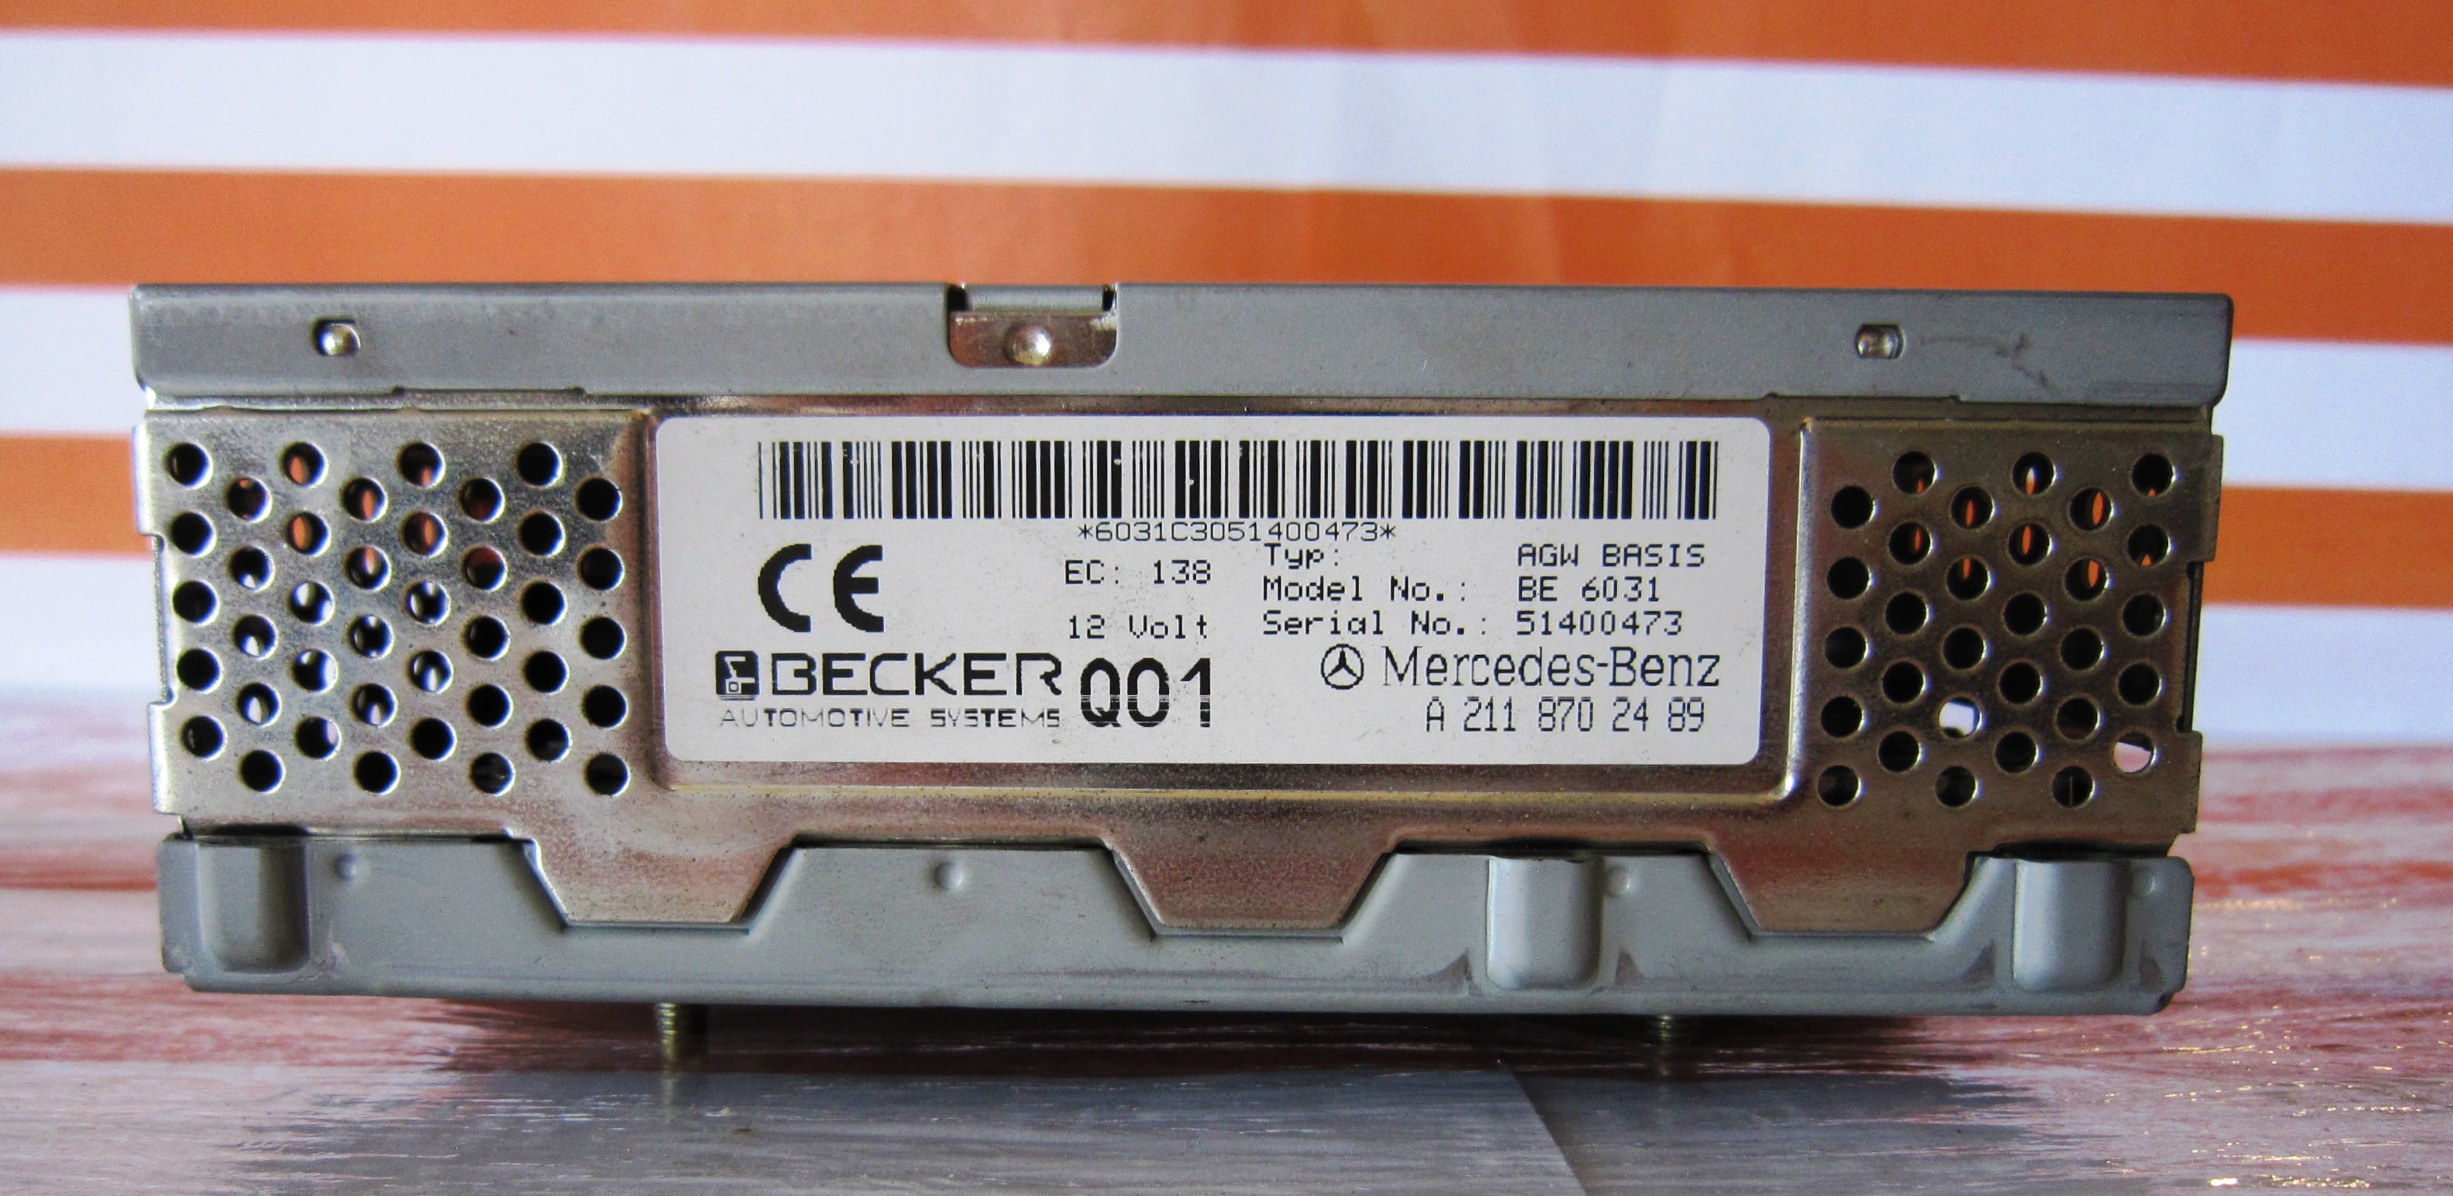 *6031C3051400473*
CE
EC: 138
12 Volt
Typ: AGW BASIS
Model No.: BE 6031
Serial No.: 51400473
BECKER
AUTOMOTIVE SYSTEMS
Q01
Mercedes-Benz
A 211 870 24 89